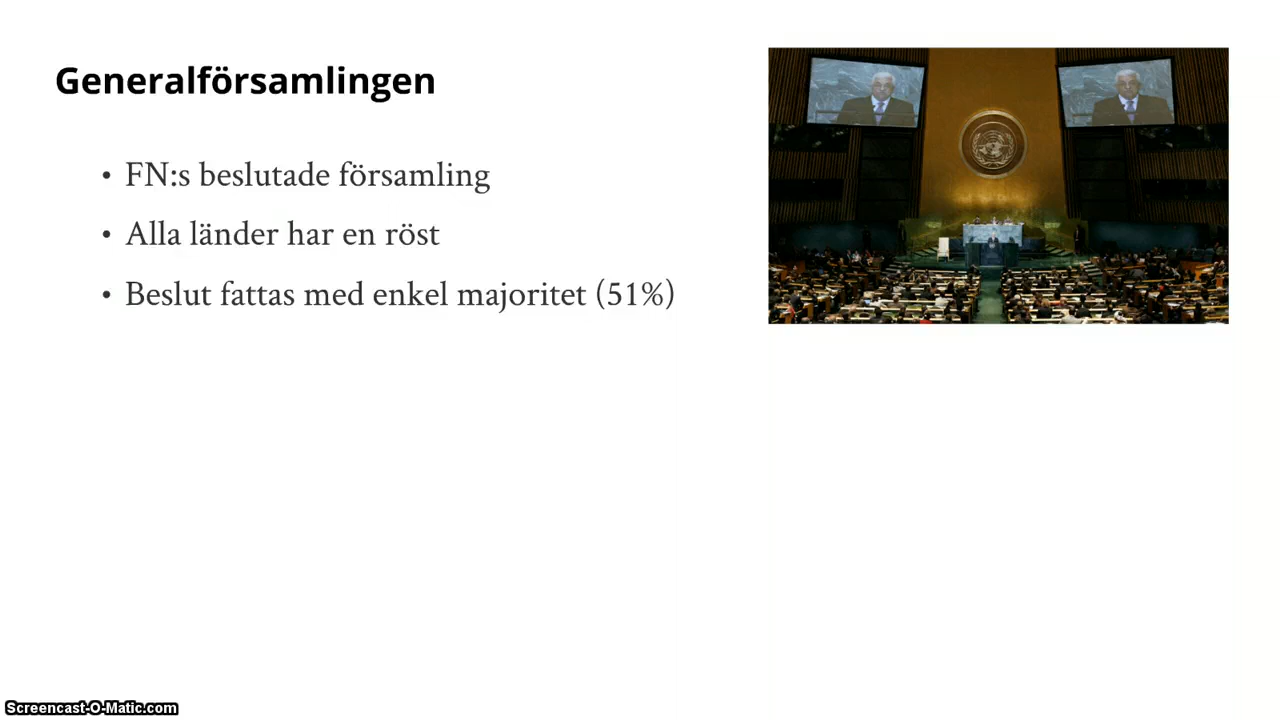 Generalförsamlingen
• FN:s beslutade församling
• Alla länder har en röst
• Beslut fattas med enkel majoritet (51%)
Screencast-O-Matic.com